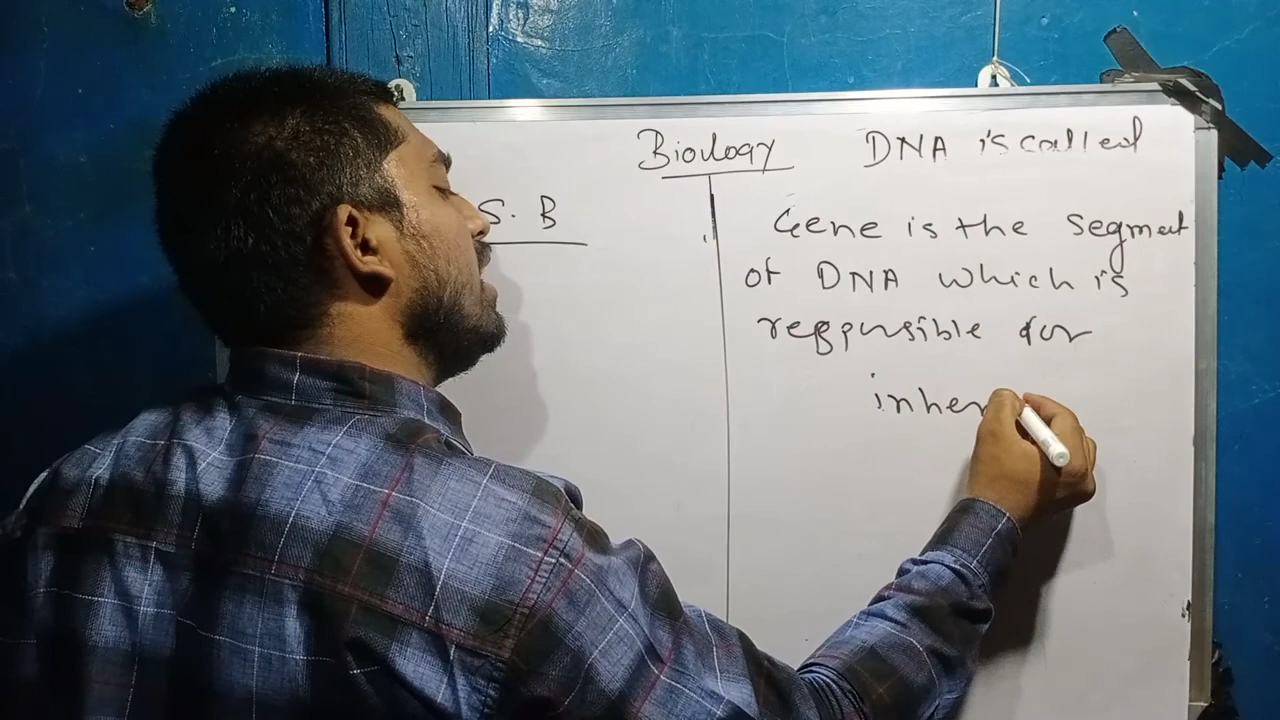 Biology
DNA is called
S. B
Gene is the segment
of DNA which is
responsible for
inher